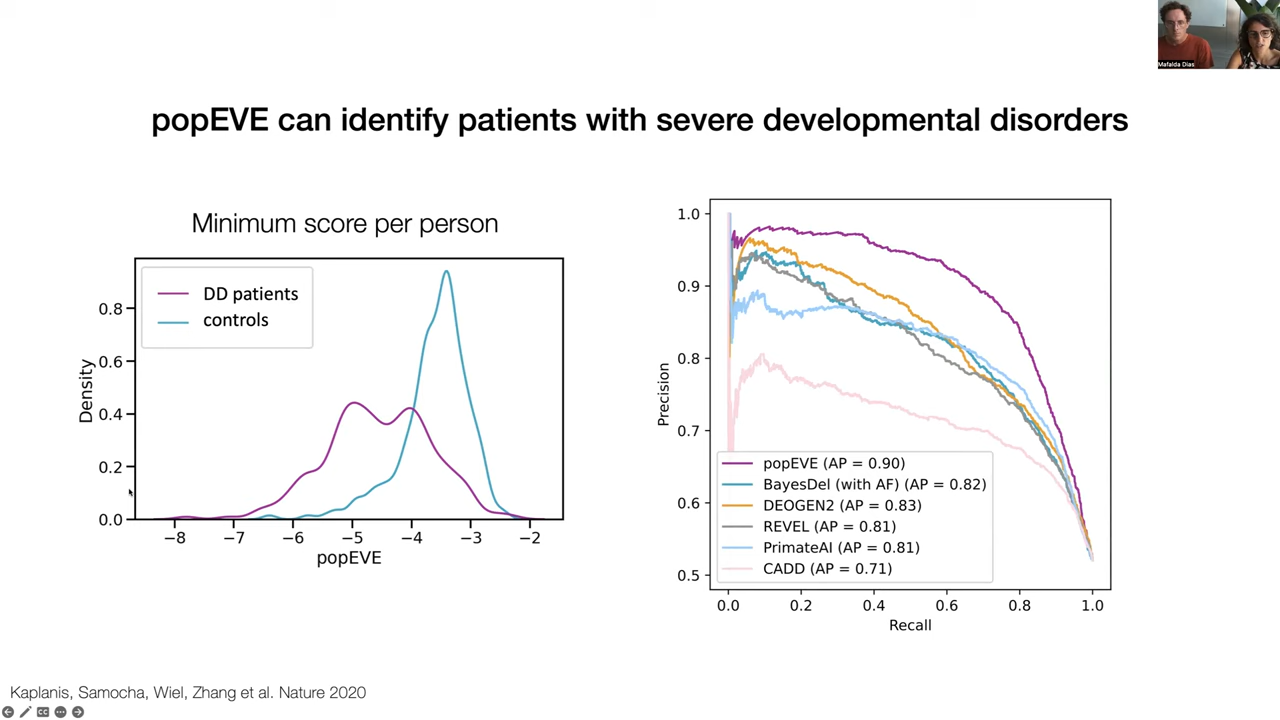 Mafalda Dias
popEVE can identify patients with severe developmental disorders
Minimum score per person
DD patients
controls
Density
0.8
0.6
0.4
0.2
0.0
−8
−7
−6
−5
−4
−3
−2
popEVE
Precision
1.0
0.9
0.8
0.7
0.6
0.5
popEVE (AP = 0.90)
BayesDel (with AF) (AP = 0.82)
DEOGEN2 (AP = 0.83)
REVEL (AP = 0.81)
PrimateAI (AP = 0.81)
CADD (AP = 0.71)
0.0
0.2
0.4
0.6
0.8
1.0
Recall
Kaplanis, Samocha, Wiel, Zhang et al. Nature 2020
CC